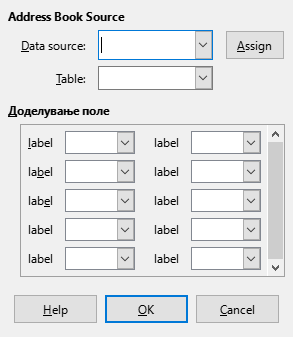 Address Book Source
Data source:
Assign
Table:
Доделување поле
label label
label label
label label
label label
label label
Help OK Cancel